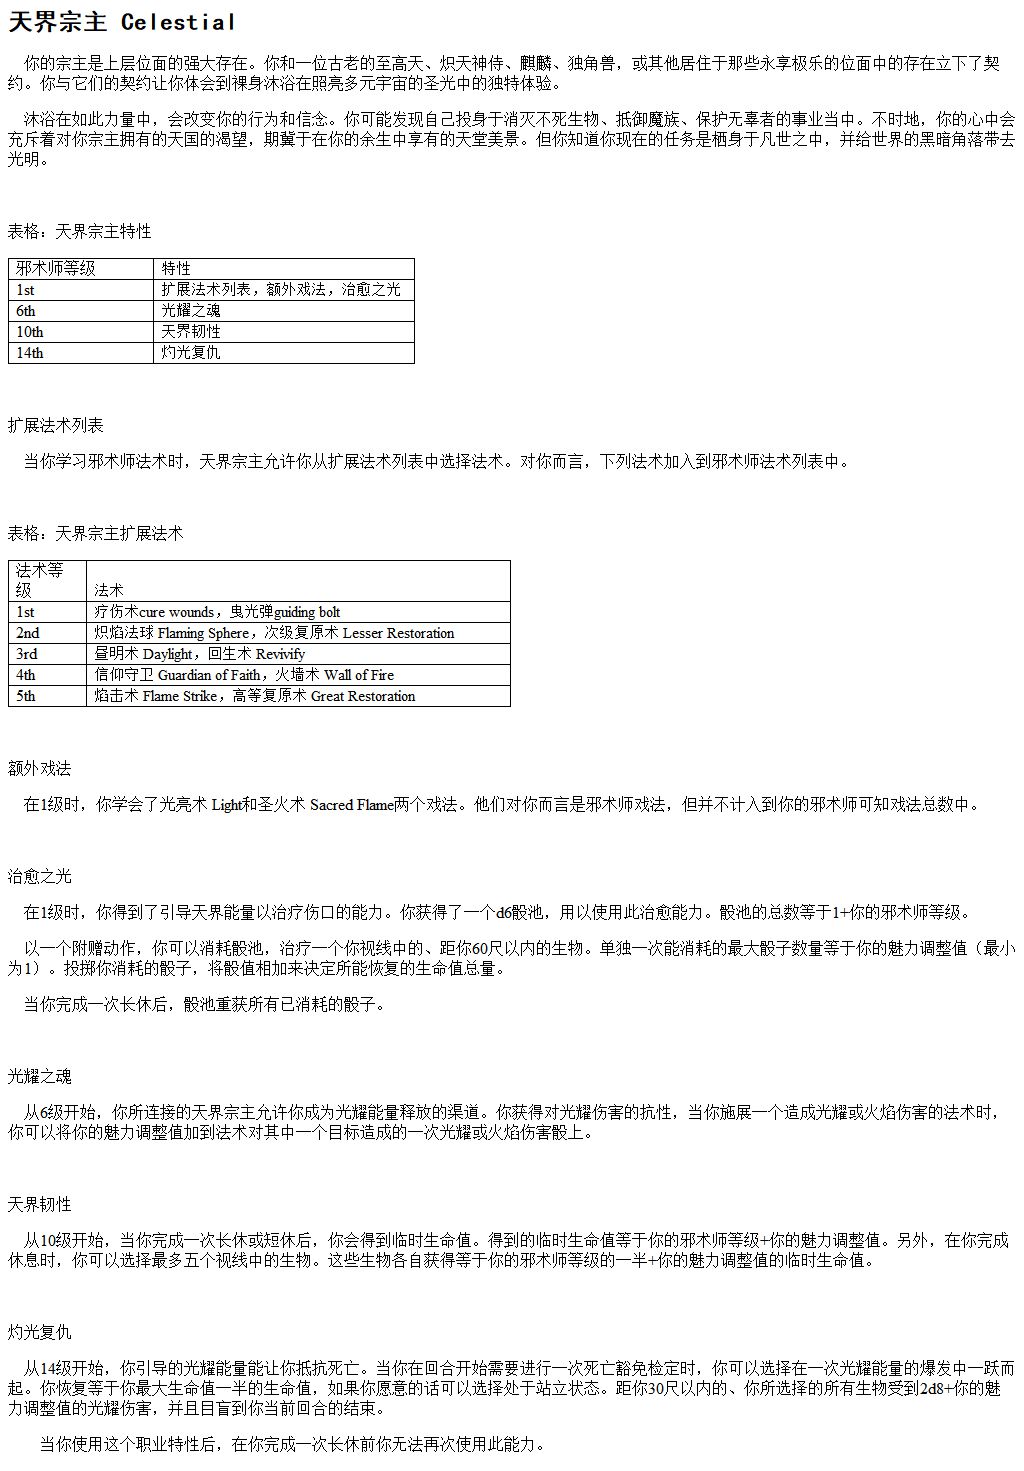 天界宗主 Celestial
你的宗主是上层位面的强大存在。你和一位古老的至高天、炽天神侍、麒麟、独角兽，或其他居住于那些永享极乐的位面中的存在立下了契
约。你与它们的契约让你体会到裸身沐浴在照亮多元宇宙的圣光中的独特体验。
沐浴在如此力量中，会改变你的行为和信念。你可能发现自己投身于消灭不死生物、抵御魔族、保护无辜者的事业当中。不时地，你的心中会
充斥着对你宗主拥有的天国的渴望，期冀于在你的余生中享有的天堂美景。但你知道你现在的任务是栖身于凡世之中，并给世界的黑暗角落带去
光明。
表格：天界宗主特性
邪术师等级 特性
1st 扩展法术列表，额外戏法，治愈之光
6th 光耀之魂
10th 天界韧性
14th 灼光复仇
扩展法术列表
当你学习邪术师法术时，天界宗主允许你从扩展法术列表中选择法术。对你而言，下列法术加入到邪术师法术列表中。
表格：天界宗主扩展法术
法术等
级 法术
1st 疗伤术cure wounds，曳光弹guiding bolt
2nd 炽焰法球 Flaming Sphere，次级复原术 Lesser Restoration
3rd 昼明术 Daylight，回生术 Revivify
4th 信仰守卫 Guardian of Faith，火墙术 Wall of Fire
5th 焰击术 Flame Strike，高等复原术 Great Restoration
额外戏法
在1级时，你学会了光亮术 Light和圣火术 Sacred Flame两个戏法。他们对你而言是邪术师戏法，但并不计入到你的邪术师可知戏法总数中。
治愈之光
在1级时，你得到了引导天界能量以治疗伤口的能力。你获得了一个d6骰池，用以使用此治愈能力。骰池的总数等于1+你的邪术师等级。
以一个附赠动作，你可以消耗骰池，治疗一个你视线中的、距你60尺以内的生物。单独一次能消耗的最大骰子数量等于你的魅力调整值（最小
为1）。投掷你消耗的骰子，将骰值相加来决定所能恢复的生命值总量。
当你完成一次长休后，骰池重获所有已消耗的骰子。
光耀之魂
从6级开始，你所连接的天界宗主允许你成为光耀能量释放的渠道。你获得对光耀伤害的抗性，当你施展一个造成光耀或火焰伤害的法术时，
你可以将你的魅力调整值加到法术对其中一个目标造成的一次光耀或火焰伤害骰上。
天界韧性
从10级开始，当你完成一次长休或短休后，你会得到临时生命值。得到的临时生命值等于你的邪术师等级+你的魅力调整值。另外，在你完成
休息时，你可以选择最多五个视线中的生物。这些生物各自获得等于你的邪术师等级的一半+你的魅力调整值的临时生命值。
灼光复仇
从14级开始，你引导的光耀能量能让你抵抗死亡。当你在回合开始需要进行一次死亡豁免检定时，你可以选择在一次光耀能量的爆发中一跃而
起。你恢复等于你最大生命值一半的生命值，如果你愿意的话可以选择处于站立状态。距你30尺以内的、你所选择的所有生物受到2d8+你的魅
力调整值的光耀伤害，并且目盲到你当前回合的结束。
当你使用这个职业特性后，在你完成一次长休前你无法再次使用此能力。